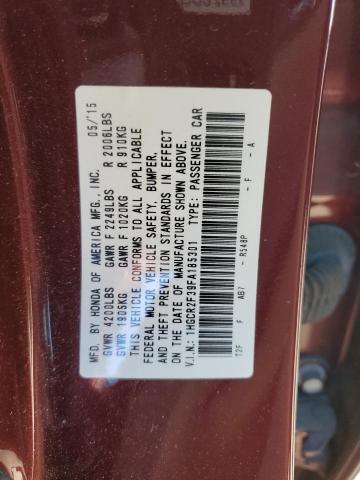 MFD. BY HONDA OF AMERICA MFG., INC. 05/'15
GVWR 4200LBS GAWR F 2249LBS R 2006LBS
GVWR 1905KG GAWR F 1020KG R 910KG
THIS VEHICLE CONFORMS TO ALL APPLICABLE
FEDERAL MOTOR VEHICLE SAFETY, BUMPER,
AND THEFT PREVENTION STANDARDS IN EFFECT
ON THE DATE OF MANUFACTURE SHOWN ABOVE.
V.I.N.: 1HGCR2F39FA185301 TYPE: PASSENGER CAR
T2F F AB7 - R548P F - A